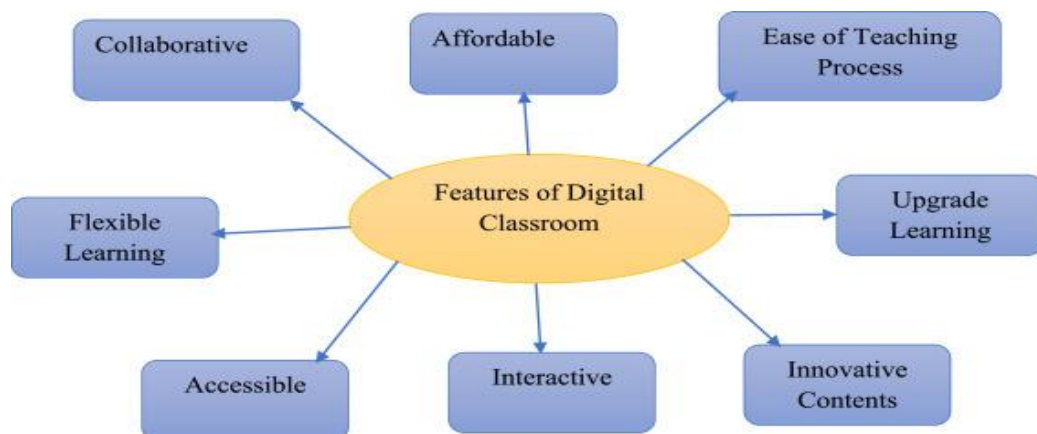 Collaborative
Affordable
Ease of Teaching
Process
Features of Digital
Classroom
Flexible
Learning
Upgrade
Learning
Accessible
Interactive
Innovative
Contents